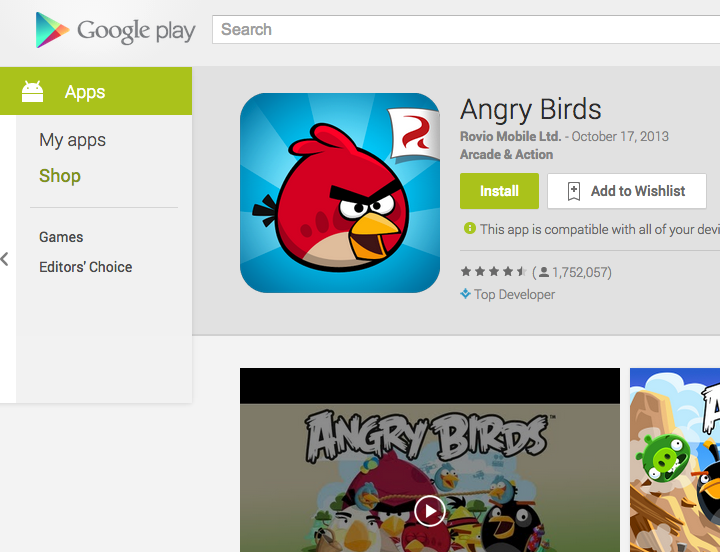 Google play
Search
Apps
My apps
Shop
Games
Editors' Choice
Angry Birds
Rovio Mobile Ltd. - October 17, 2013
Arcade & Action
Install
Add to Wishlist
This app is compatible with all of your devi
(1,752,057)
Top Developer
ANGRY BIRDS™
A